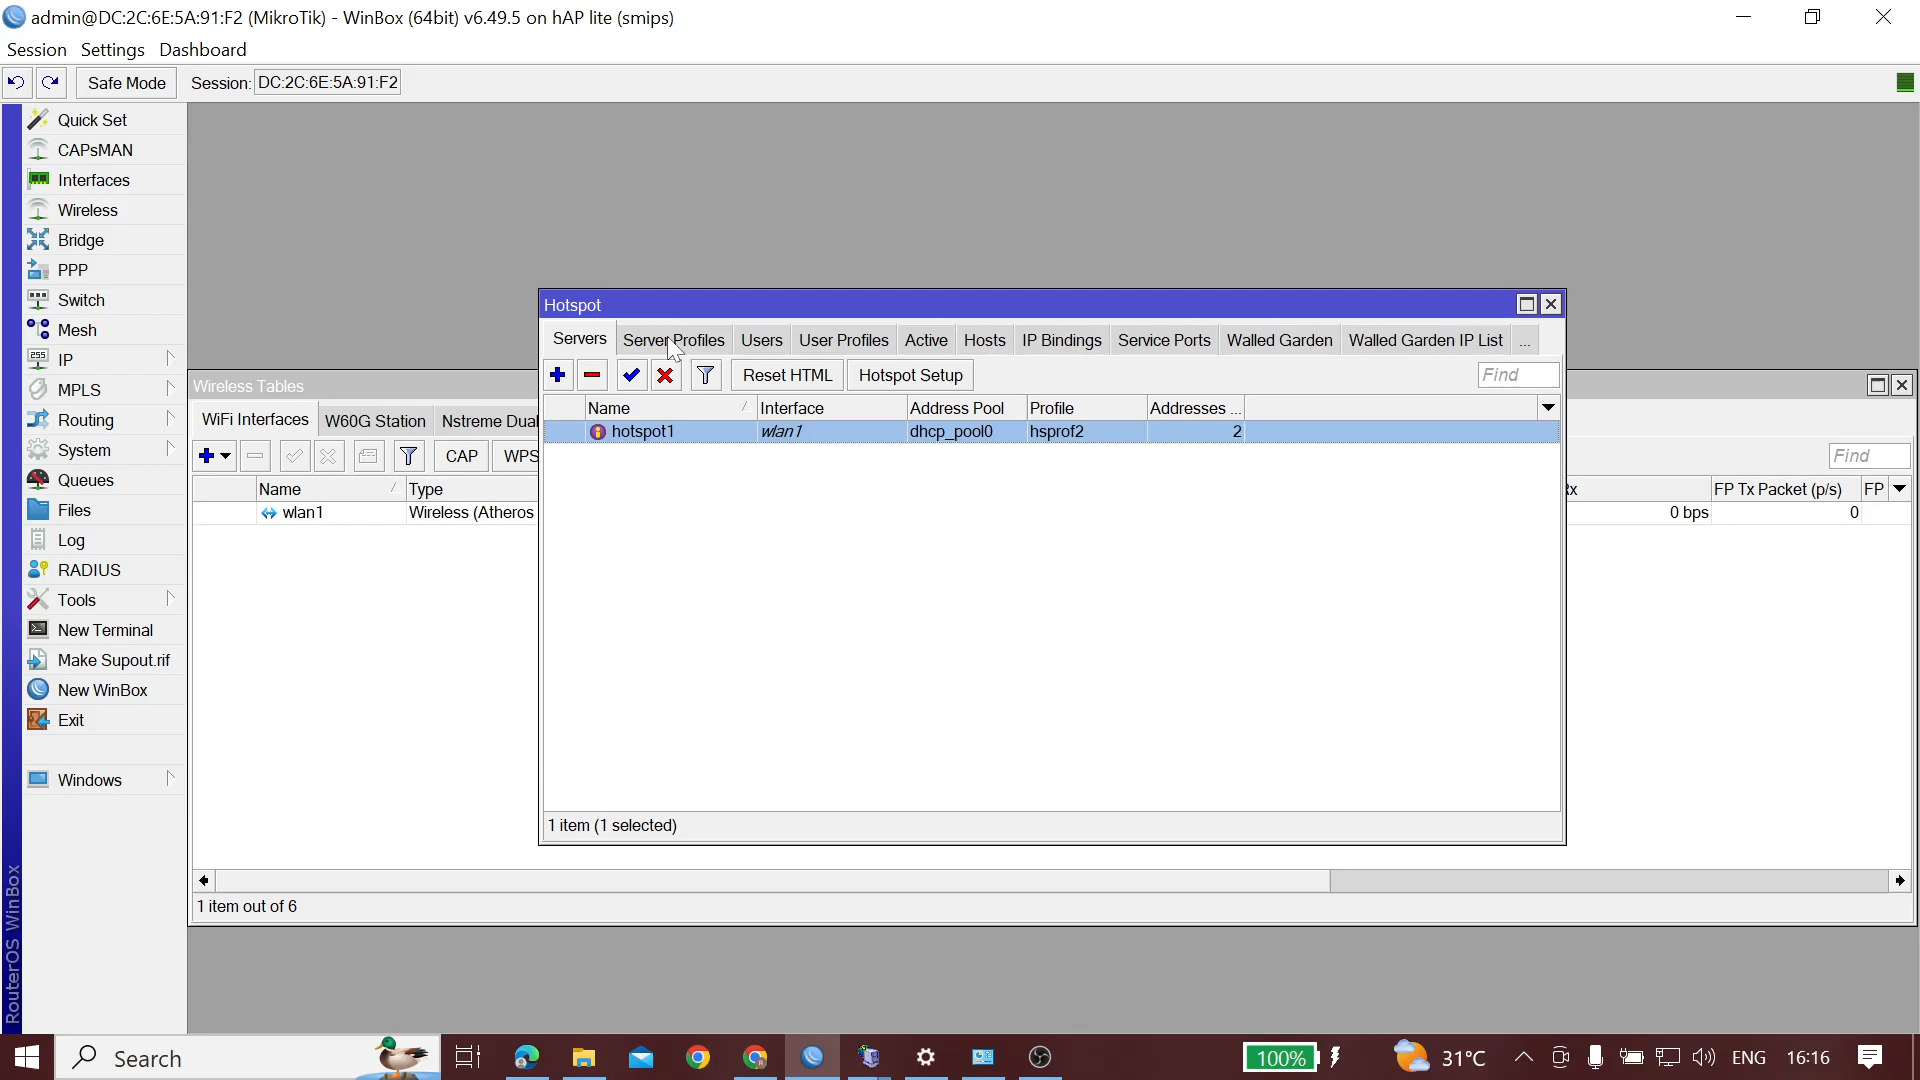 admin@DC:2C:6E:5A:91:F2 (MikroTik) - WinBox (64bit) v6.49.5 on hAP lite (smips)
Session Settings Dashboard
Safe Mode Session: DC:2C:6E:5A:91:F2
Quick Set
CAPsMAN
Interfaces
Wireless
Bridge
PPP
Switch
Mesh
IP
MPLS
Routing
System
Queues
Files
Log
RADIUS
Tools
New Terminal
Make Supout.rif
New WinBox
Exit
Windows
RouterOS WinBox
Hotspot
Servers Server Profiles Users User Profiles Active Hosts IP Bindings Service Ports Walled Garden Walled Garden IP List ...
Reset HTML Hotspot Setup Find
Name Interface Address Pool Profile Addresses ...
hotspot1 wlan1 dhcp_pool0 hsprof2 2
1 item (1 selected)
Wireless Tables
WiFi Interfaces W60G Station Nstreme Dual
CAP WPS Find
Name Type FP Tx Packet (p/s) FP
wlan1 Wireless (Atheros 0 bps 0
1 item out of 6
Search 100% 31°C ENG 16:16